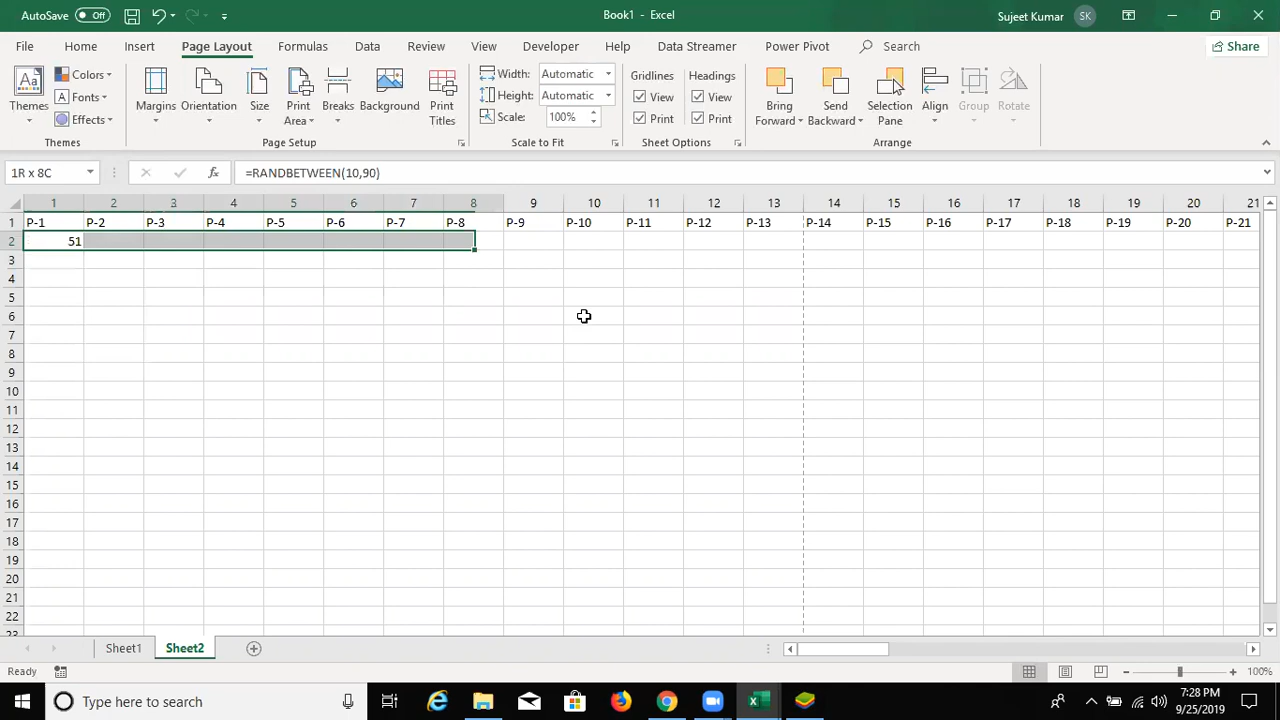 AutoSave Off
Book1 - Excel
Sujeet Kumar SK
File Home Insert Page Layout Formulas Data Review View Developer Help Data Streamer Power Pivot Search Share
Themes
Colors
Fonts
Effects
Themes
Margins Orientation Size Print Area Breaks Background Print Titles
Page Setup
Width: Automatic
Height: Automatic
Scale: 100%
Scale to Fit
Gridlines Headings
View View
Print Print
Sheet Options
Bring Forward Send Backward Selection Pane Align Group Rotate
Arrange
1R x 8C fx =RANDBETWEEN(10,90)
1 2 3 4 5 6 7 8 9 10 11 12 13 14 15 16 17 18 19 20 21
1 P-1 P-2 P-3 P-4 P-5 P-6 P-7 P-8 P-9 P-10 P-11 P-12 P-13 P-14 P-15 P-16 P-17 P-18 P-19 P-20 P-21
2 51
3
4
5
6
7
8
9
10
11
12
13
14
15
16
17
18
19
20
21
22
23
Sheet1 Sheet2
Ready 100%
Type here to search
7:28 PM
9/25/2019